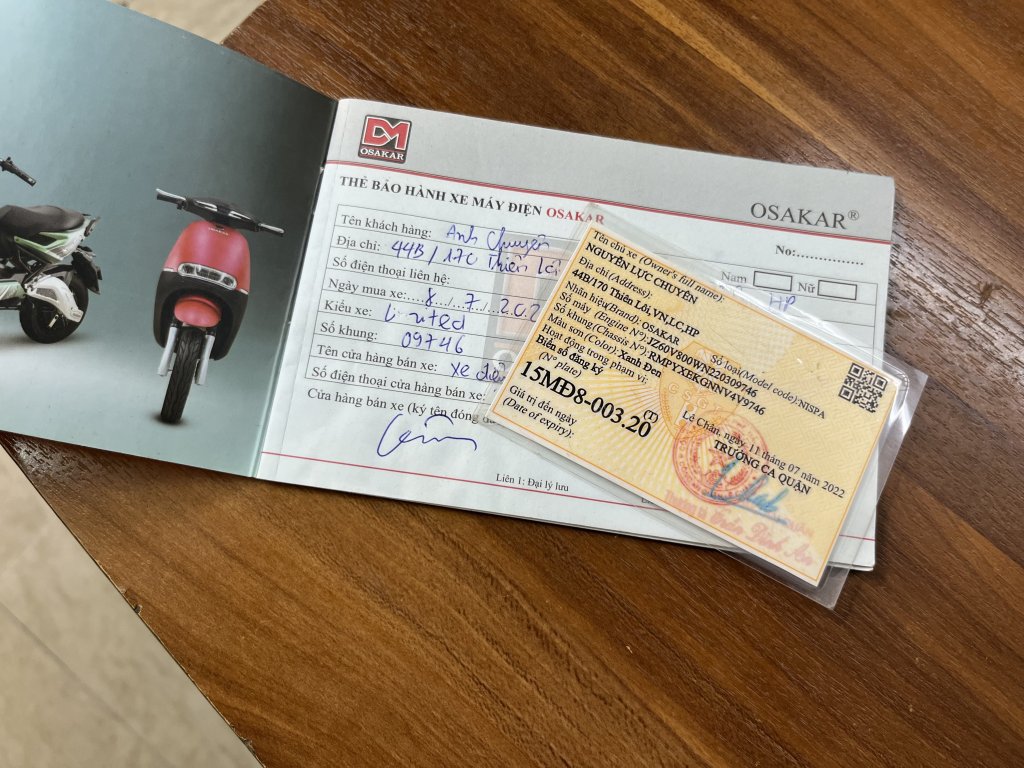 DM
OSAKAR
OSAKAR®
THẺ BẢO HÀNH XE MÁY ĐIỆN OSAKAR
No:...............
Tên khách hàng: Anh Chuyên
Nam Nữ
Địa chỉ: 44B/170 Thiên Lôi
HP
Số điện thoại liên hệ:
Ngày mua xe:....8.../...7.../...202
Kiểu xe: limted
Số khung: 09746
Tên cửa hàng bán xe: xe điện
Số điện thoại cửa hàng bán xe:
Cửa hàng bán xe (ký tên đóng
Liên 1: Đại lý lưu
Tên chủ xe (Owner's full name):
NGUYỄN LỰC CHUYÊN
Địa chỉ(Address):
44B/170 Thiên Lôi,VN,LC,HP
Nhãn hiệu(Brand): OSAKAR
Số loại(Model code):NISPA
Số máy (Engine N°):JZ60V800WN220309746
Số khung(Chassis N°):RMPYXEKGNNV4V9746
Màu sơn(Color):Xanh Đen
Hoạt động trong phạm vi: (T)
Biển số đăng ký
(N° plate)
15MĐ8-003.20
Lê Chân, ngày 11 tháng 07 năm 2022
Giá trị đến ngày
(Date of expiry):
TRƯỞNG CA QUẬN